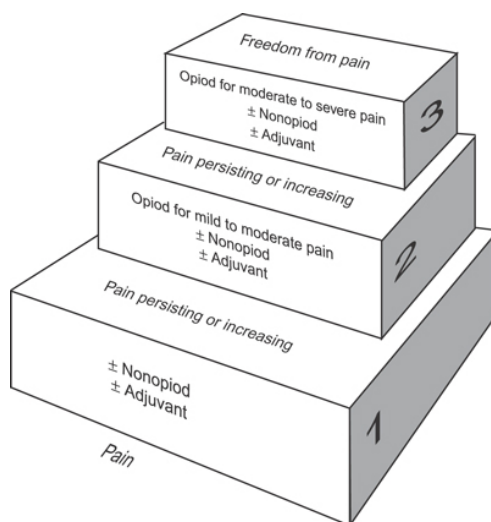 Freedom from pain
Opiod for moderate to severe pain
± Nonopiod
± Adjuvant
3
Pain persisting or increasing
Opiod for mild to moderate pain
± Nonopiod
± Adjuvant
2
Pain persisting or increasing
± Nonopiod
± Adjuvant
1
Pain